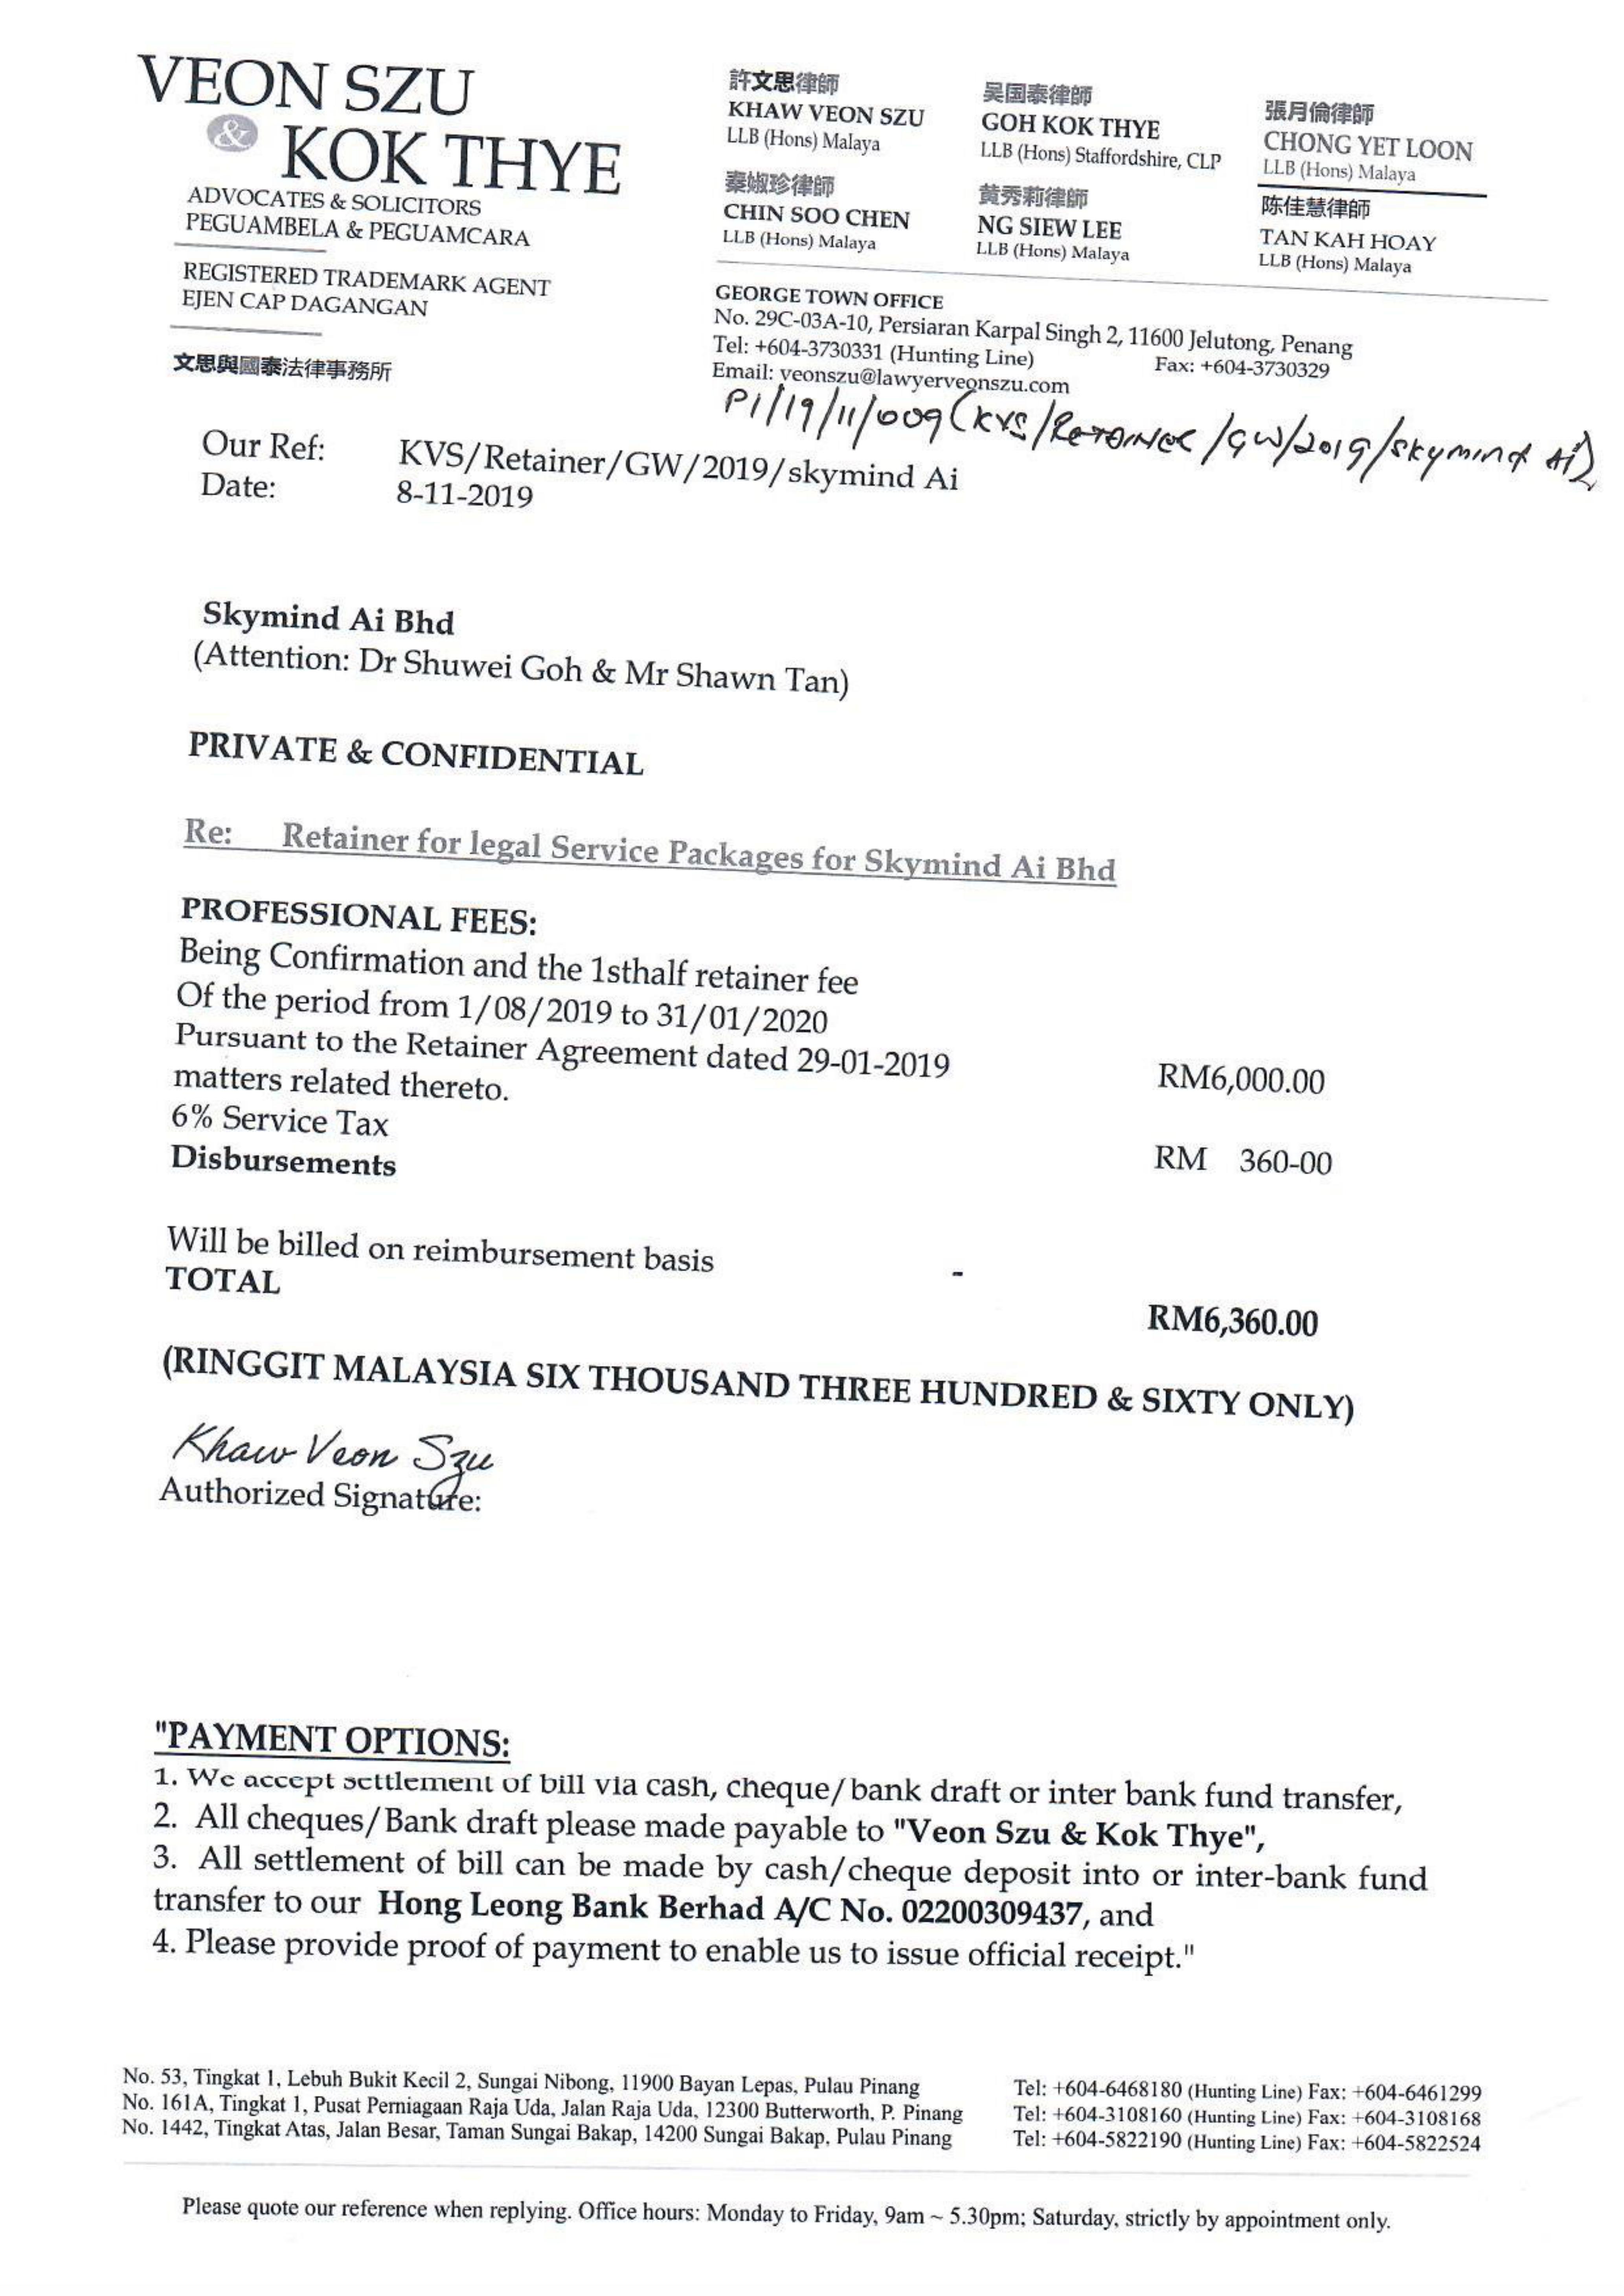 VEON SZU
& KOK THYE
ADVOCATES & SOLICITORS
PEGUAMBELA & PEGUAMCARA
REGISTERED TRADEMARK AGENT
EJEN CAP DAGANGAN
文思與國泰法律事務所
許文思律師
KHAW VEON SZU
LLB (Hons) Malaya
吴国泰律師
GOH KOK THYE
LLB (Hons) Staffordshire, CLP
張月倫律師
CHONG YET LOON
LLB (Hons) Malaya
秦婌珍律師
CHIN SOO CHEN
LLB (Hons) Malaya
黄秀莉律師
NG SIEW LEE
LLB (Hons) Malaya
陈佳慧律師
TAN KAH HOAY
LLB (Hons) Malaya
GEORGE TOWN OFFICE
No. 29C-03A-10, Persiaran Karpal Singh 2, 11600 Jelutong, Penang
Tel: +604-3730331 (Hunting Line) Fax: +604-3730329
Email: veonszu@lawyerveonszu.com
PI/19/11/009 (KVS/Retainer/GW/2019/Skymind Ai)
Our Ref: KVS/Retainer/GW/2019/skymind Ai
Date: 8-11-2019
Skymind Ai Bhd
(Attention: Dr Shuwei Goh & Mr Shawn Tan)
PRIVATE & CONFIDENTIAL
Re: Retainer for legal Service Packages for Skymind Ai Bhd
PROFESSIONAL FEES:
Being Confirmation and the 1sthalf retainer fee
Of the period from 1/08/2019 to 31/01/2020
Pursuant to the Retainer Agreement dated 29-01-2019
matters related thereto. RM6,000.00
6% Service Tax
Disbursements RM 360-00
Will be billed on reimbursement basis -
TOTAL
RM6,360.00
(RINGGIT MALAYSIA SIX THOUSAND THREE HUNDRED & SIXTY ONLY)
Khaw Veon Szu
Authorized Signature:
"PAYMENT OPTIONS:
1. We accept settlement of bill via cash, cheque/bank draft or inter bank fund transfer,
2. All cheques/Bank draft please made payable to "Veon Szu & Kok Thye",
3. All settlement of bill can be made by cash/cheque deposit into or inter-bank fund
transfer to our Hong Leong Bank Berhad A/C No. 02200309437, and
4. Please provide proof of payment to enable us to issue official receipt."
No. 53, Tingkat 1, Lebuh Bukit Kecil 2, Sungai Nibong, 11900 Bayan Lepas, Pulau Pinang Tel: +604-6468180 (Hunting Line) Fax: +604-6461299
No. 161A, Tingkat 1, Pusat Perniagaan Raja Uda, Jalan Raja Uda, 12300 Butterworth, P. Pinang Tel: +604-3108160 (Hunting Line) Fax: +604-3108168
No. 1442, Tingkat Atas, Jalan Besar, Taman Sungai Bakap, 14200 Sungai Bakap, Pulau Pinang Tel: +604-5822190 (Hunting Line) Fax: +604-5822524
Please quote our reference when replying. Office hours: Monday to Friday, 9am ~ 5.30pm; Saturday, strictly by appointment only.